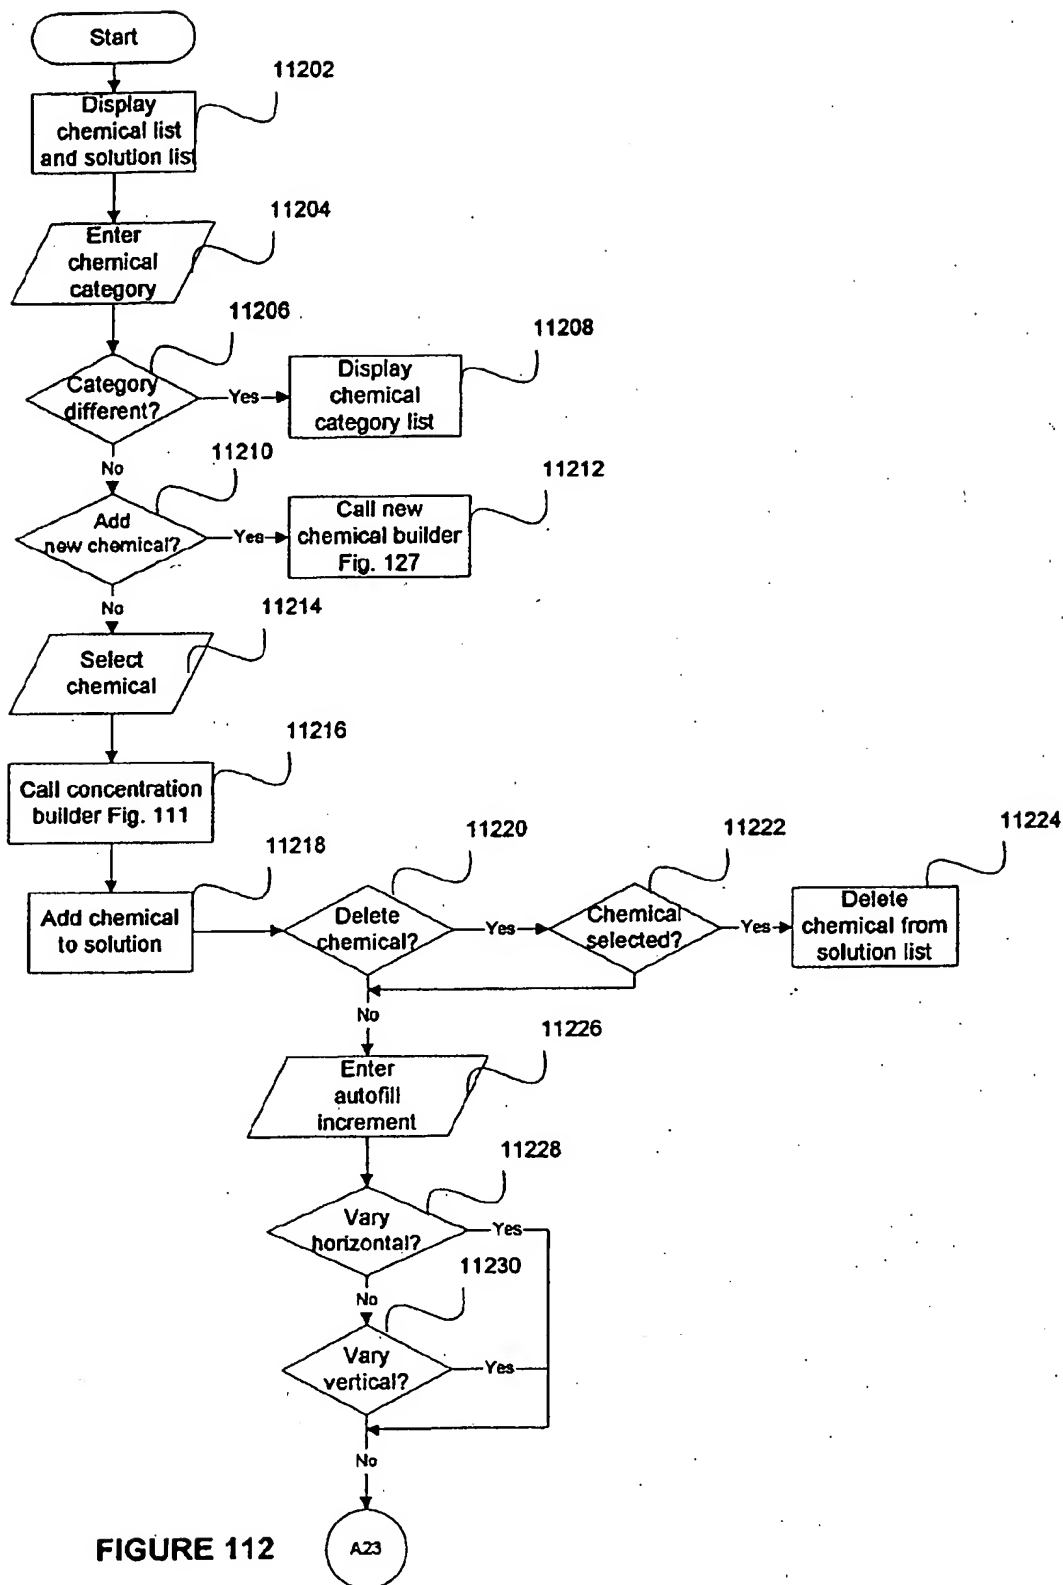 Start
11202
Display
chemical list
and solution list
11204
Enter
chemical
category
11206
11208
Category
different?
Yes
Display
chemical
category list
No
11210
11212
Add
new chemical?
Yes
Call new
chemical builder
Fig. 127
No
11214
Select
chemical
11216
Call concentration
builder Fig. 111
11218
11220
11222
11224
Add chemical
to solution
Delete
chemical?
Yes
Chemical
selected?
Yes
Delete
chemical from
solution list
No
11226
Enter
autofill
increment
11228
Vary
horizontal?
Yes
11230
No
Vary
vertical?
Yes
No
FIGURE 112
A23